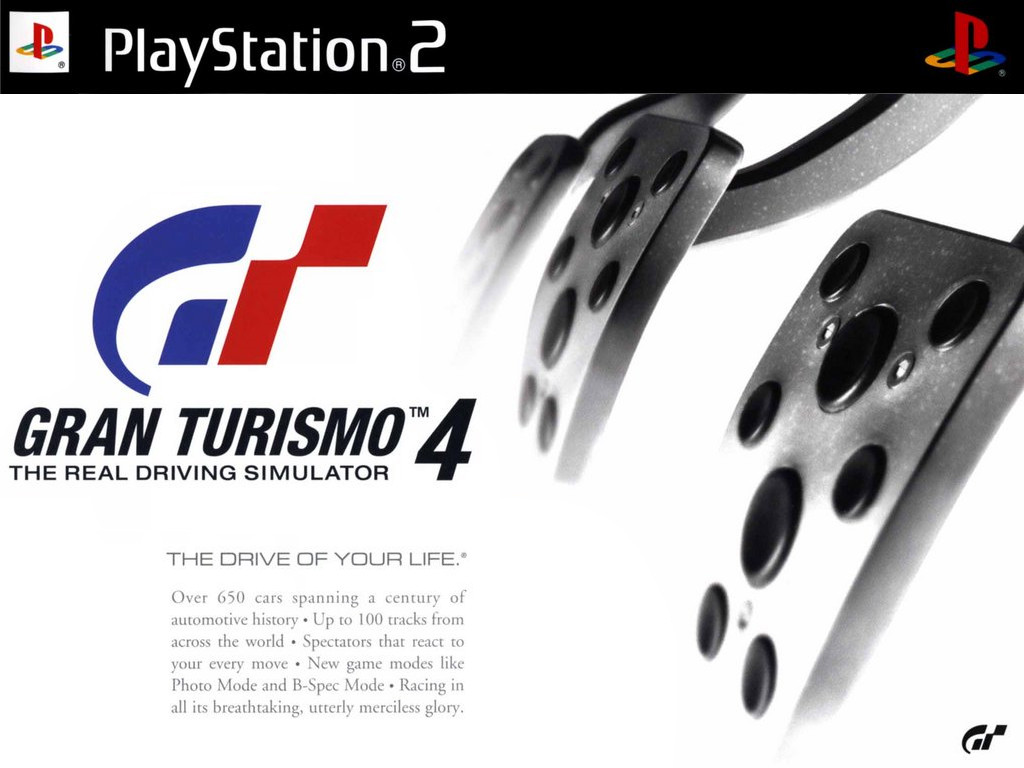 PlayStation®2
GRAN TURISMO™ 4
THE REAL DRIVING SIMULATOR
THE DRIVE OF YOUR LIFE.®
Over 650 cars spanning a century of
automotive history • Up to 100 tracks from
across the world • Spectators that react to
your every move • New game modes like
Photo Mode and B-Spec Mode • Racing in
all its breathtaking, utterly merciless glory.